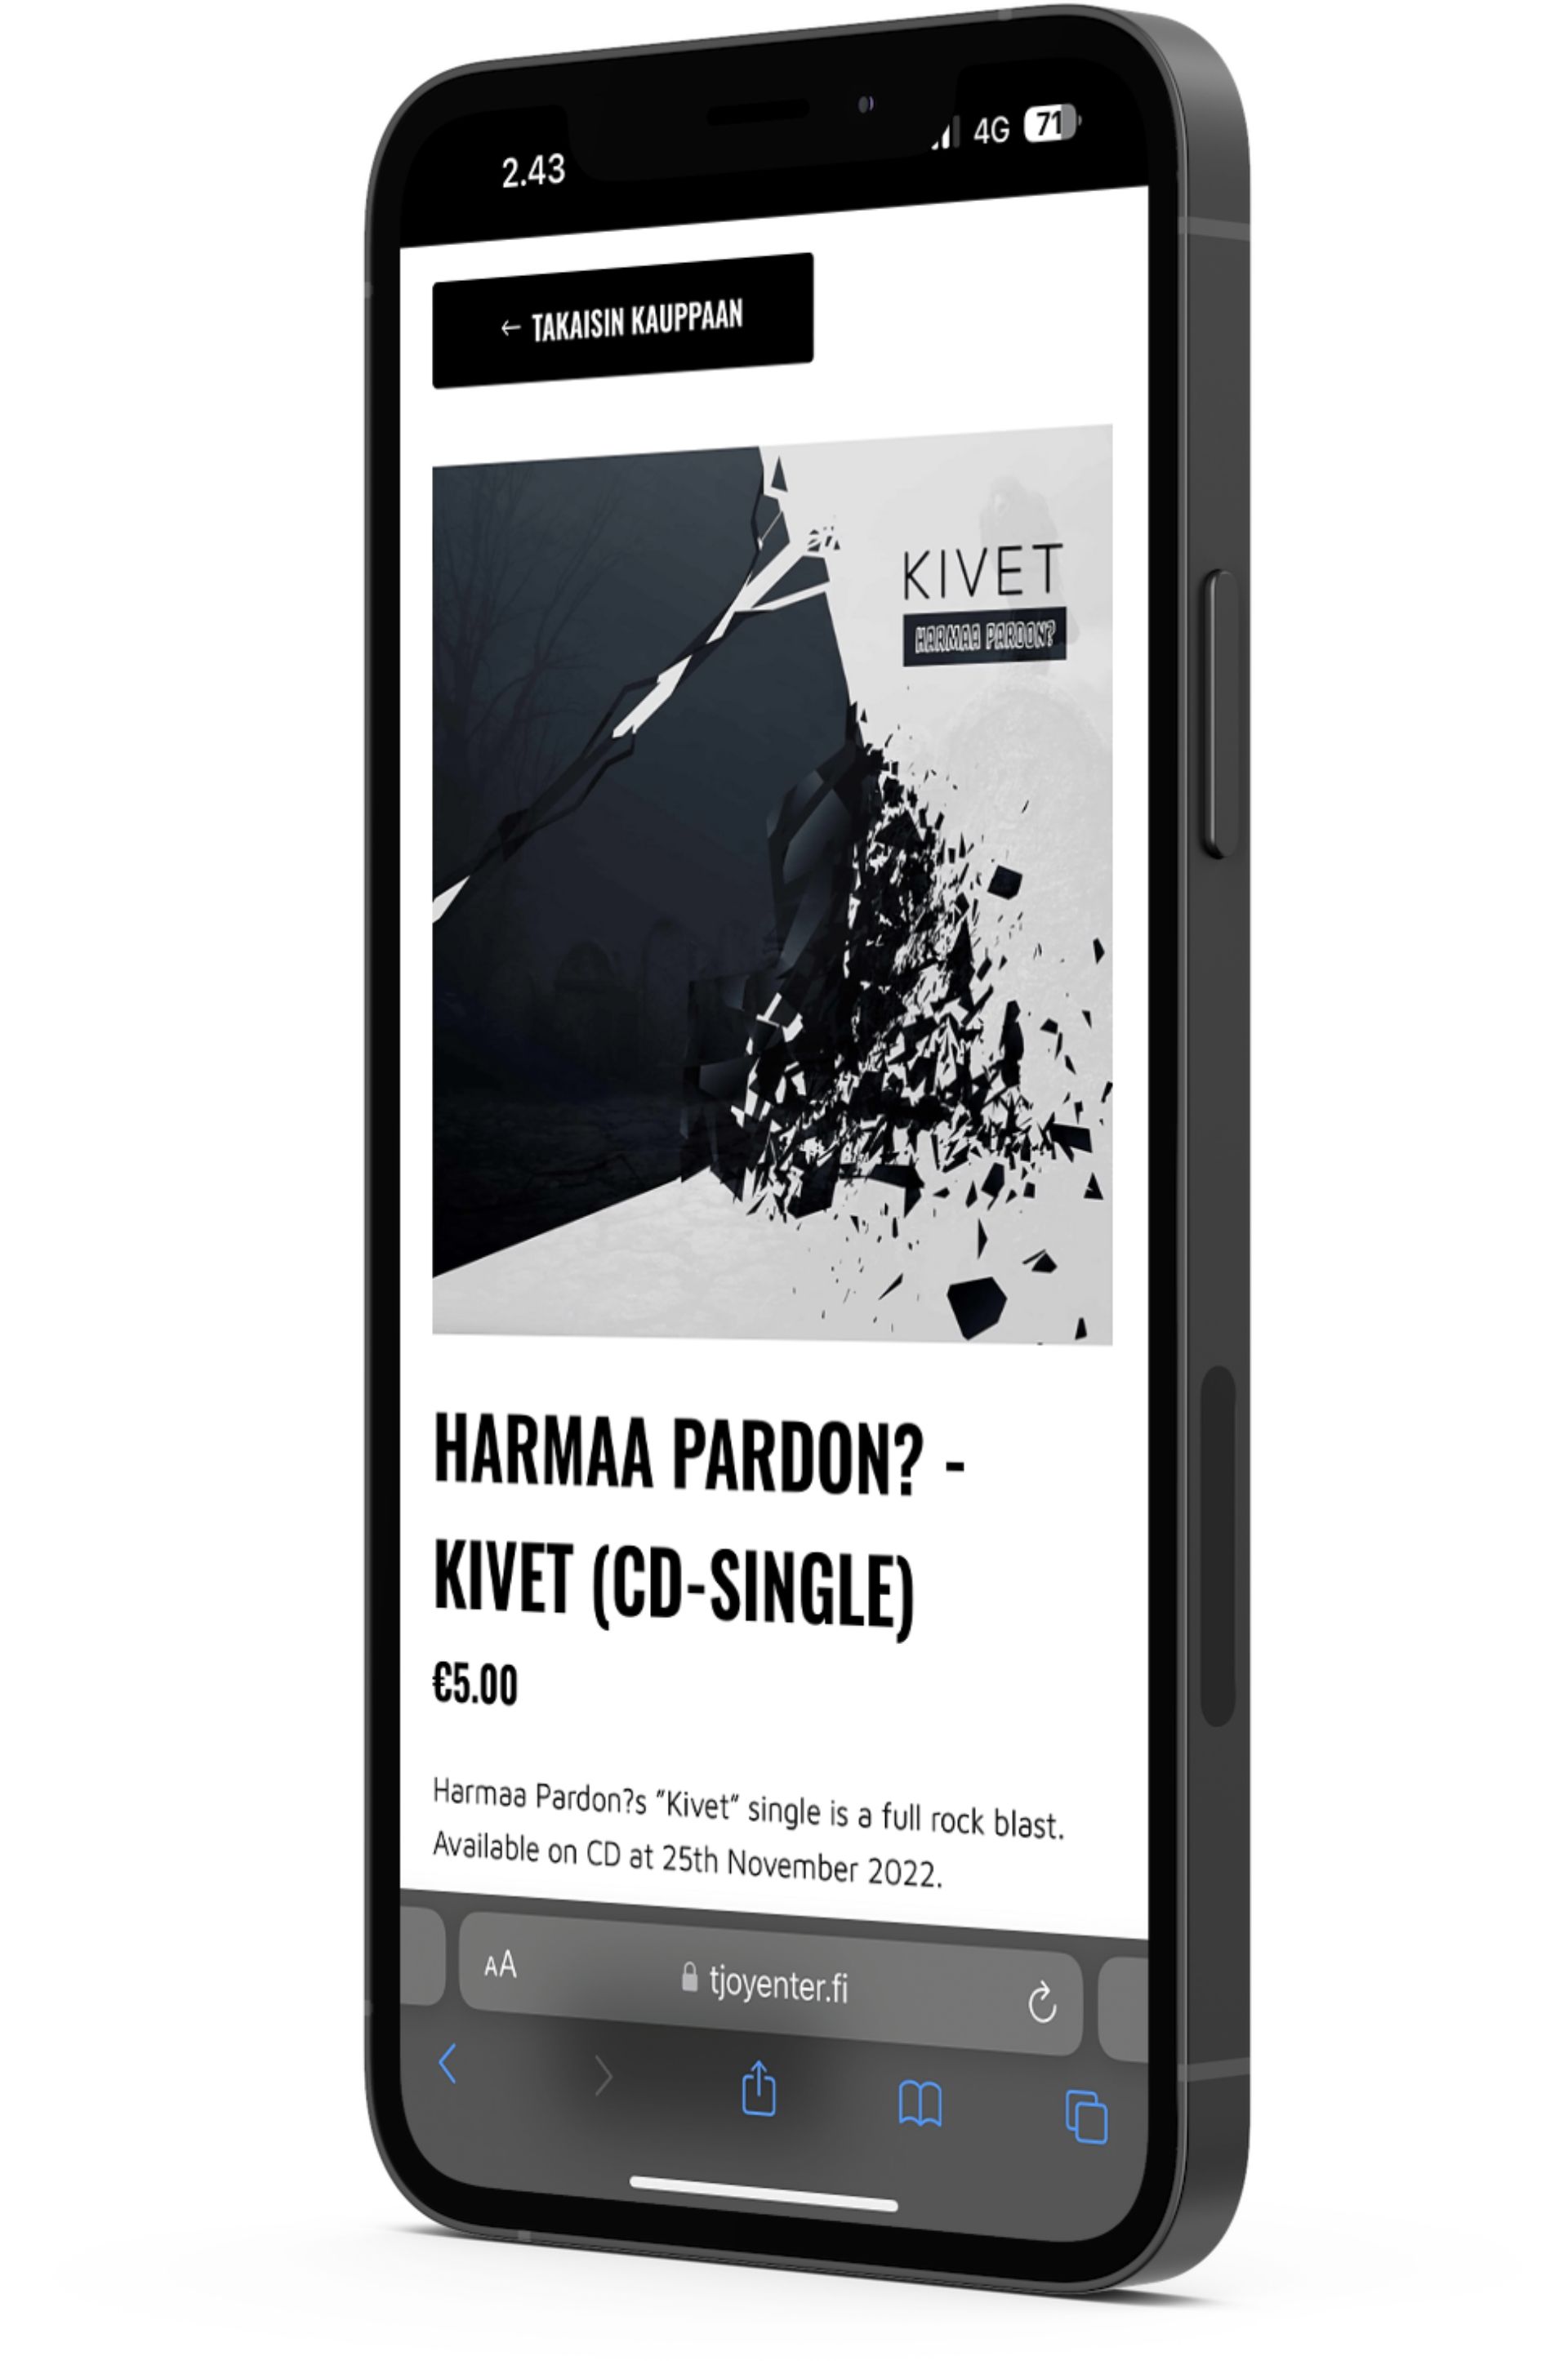 2.43
4G 71
← TAKAISIN KAUPPAAN
KIVET
HARMAA PARDON?
HARMAA PARDON? -
KIVET (CD-SINGLE)
€5.00
Harmaa Pardon?s ”Kivet” single is a full rock blast.
Available on CD at 25th November 2022.
AA tjoyenter.fi